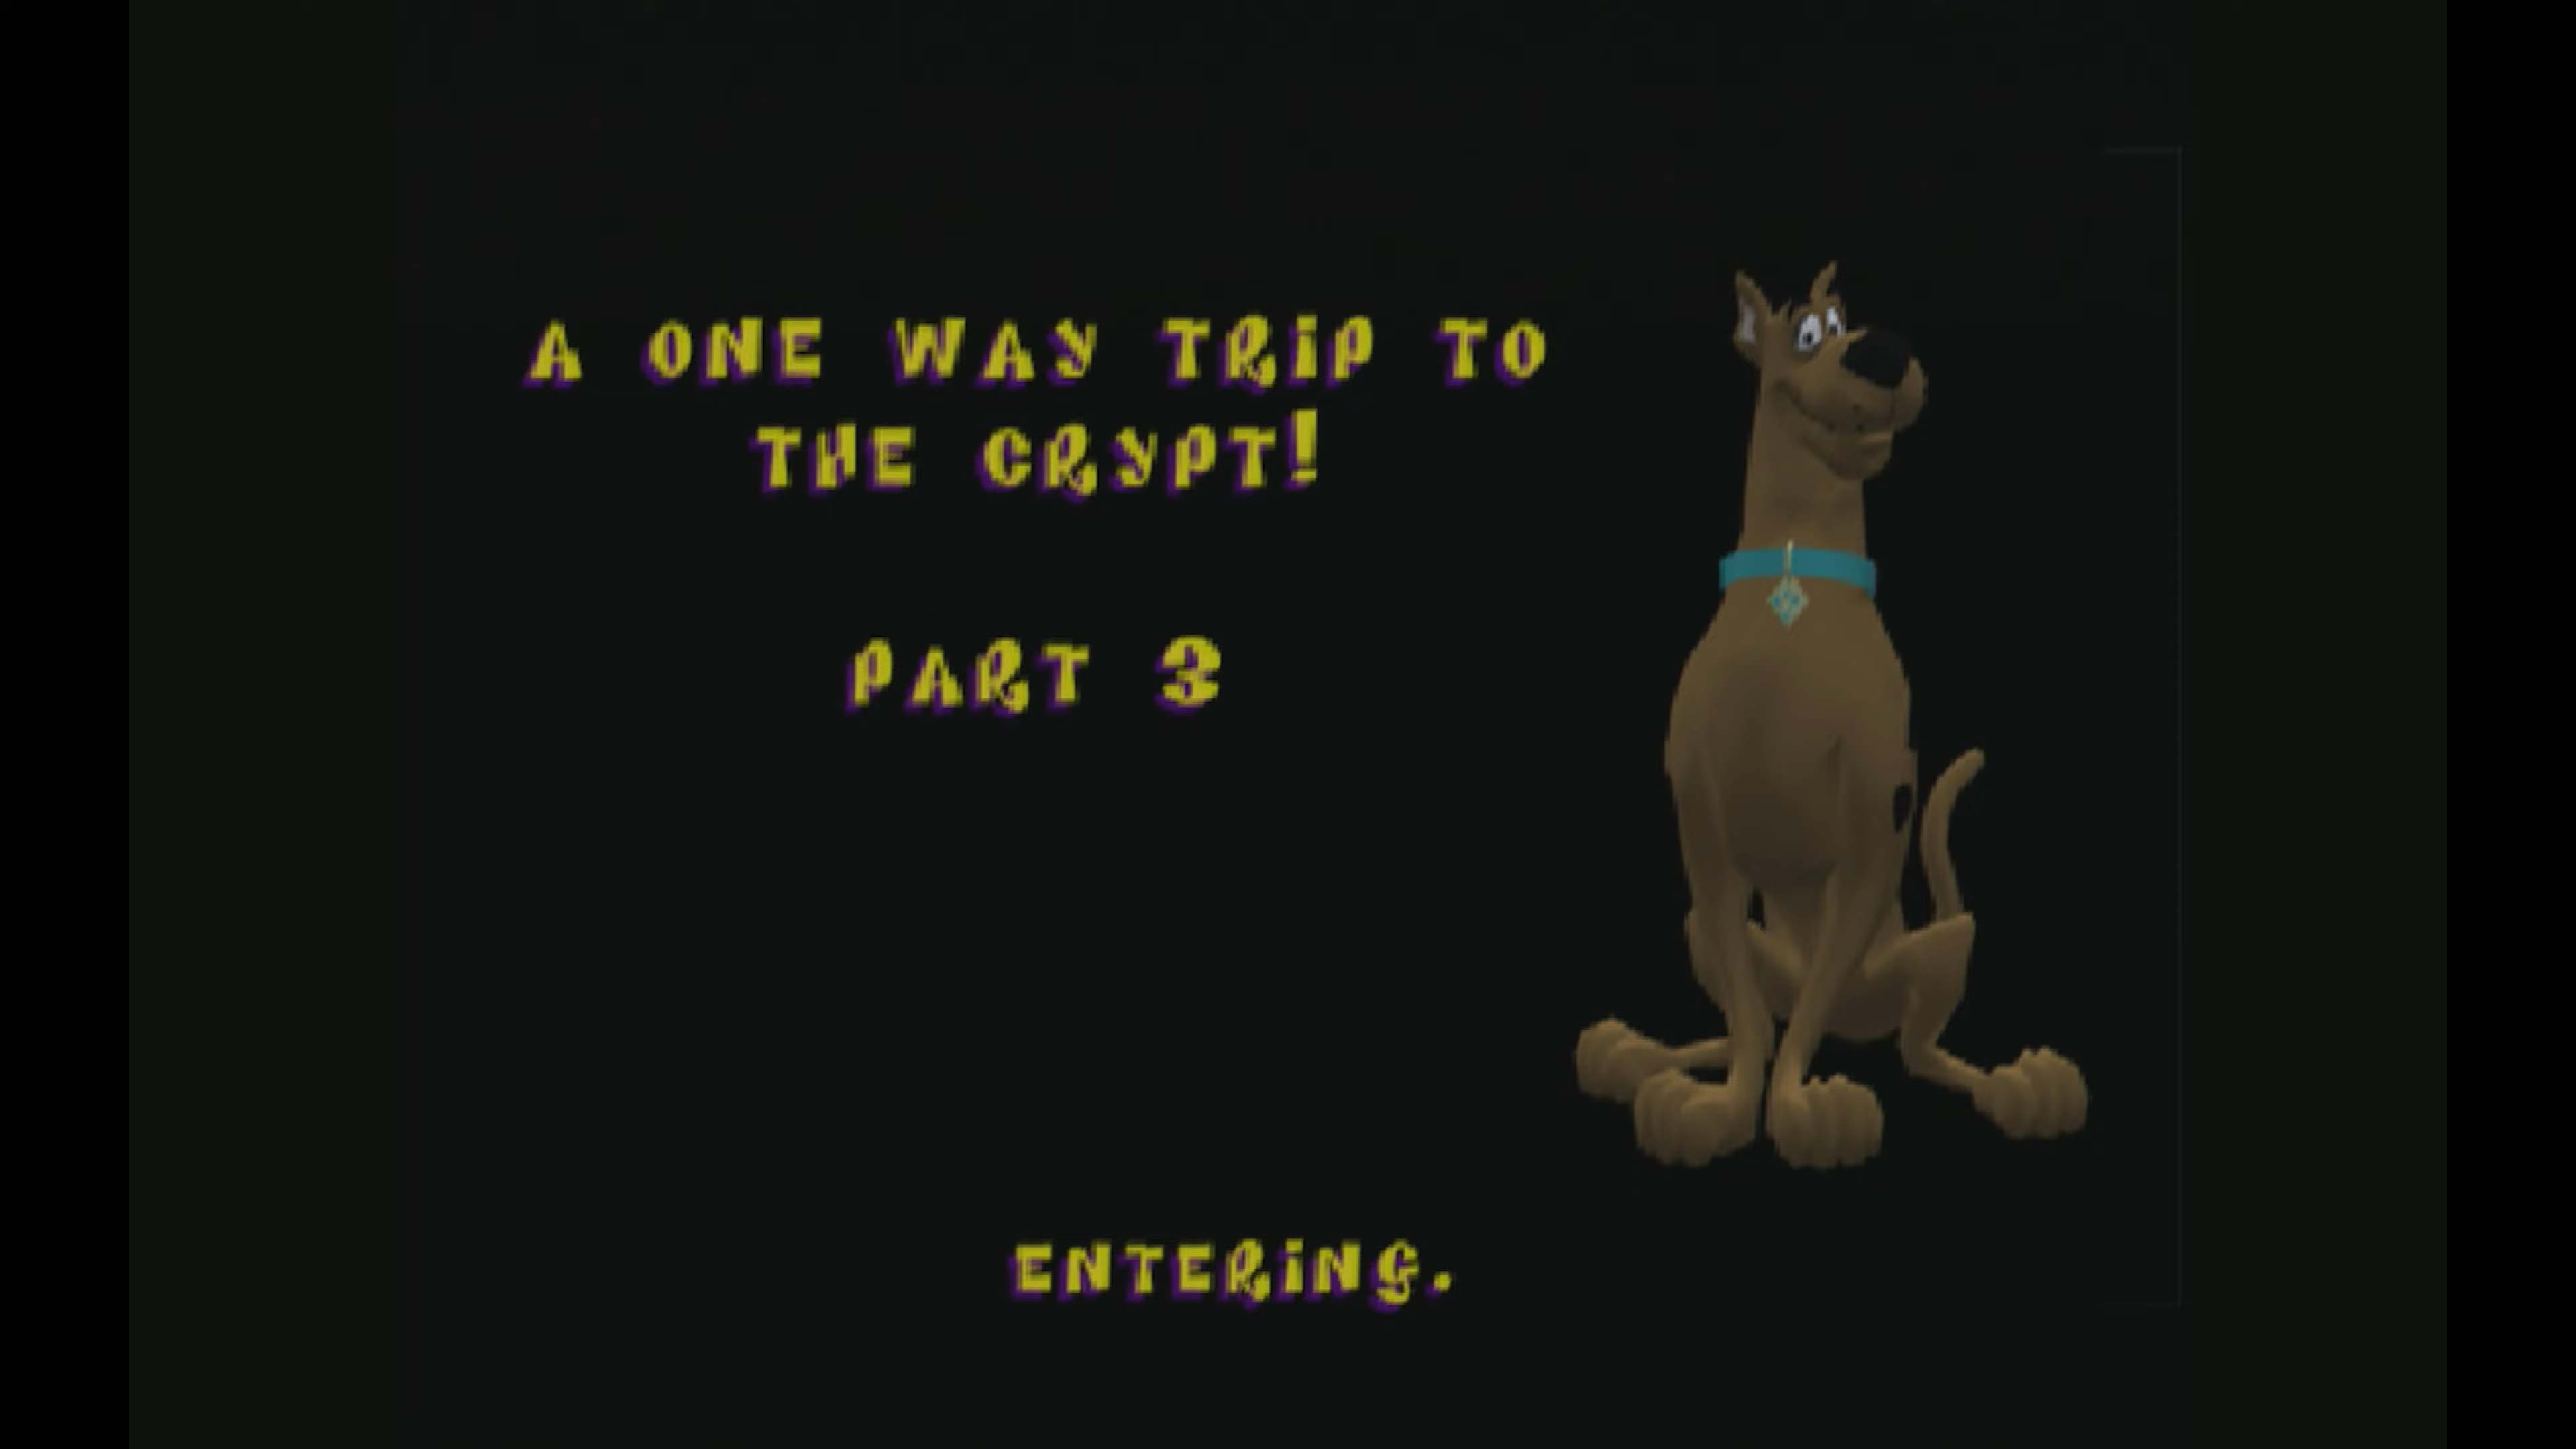 A ONE WAY TRiP TO
THE CRYPT!
PART 3
ENTERiNG.